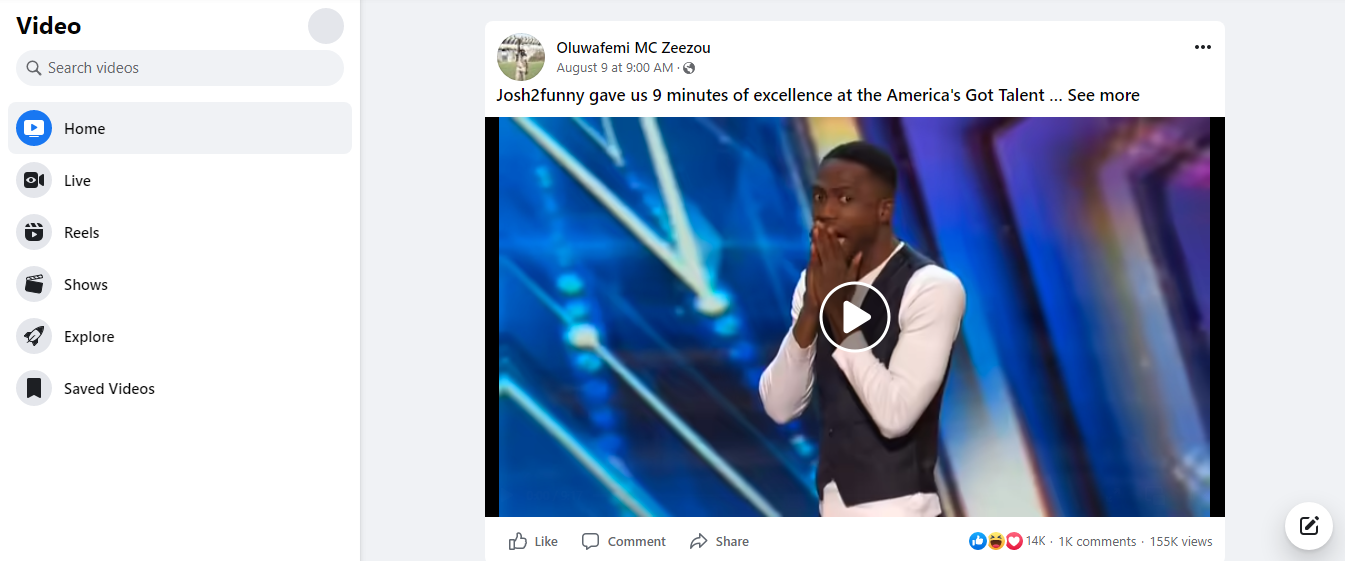 Video
Search videos
Home
Live
Reels
Shows
Explore
Saved Videos
Oluwafemi MC Zeezou
August 9 at 9:00 AM ·
Josh2funny gave us 9 minutes of excellence at the America's Got Talent ... See more
Like Comment Share 14K · 1K comments · 155K views